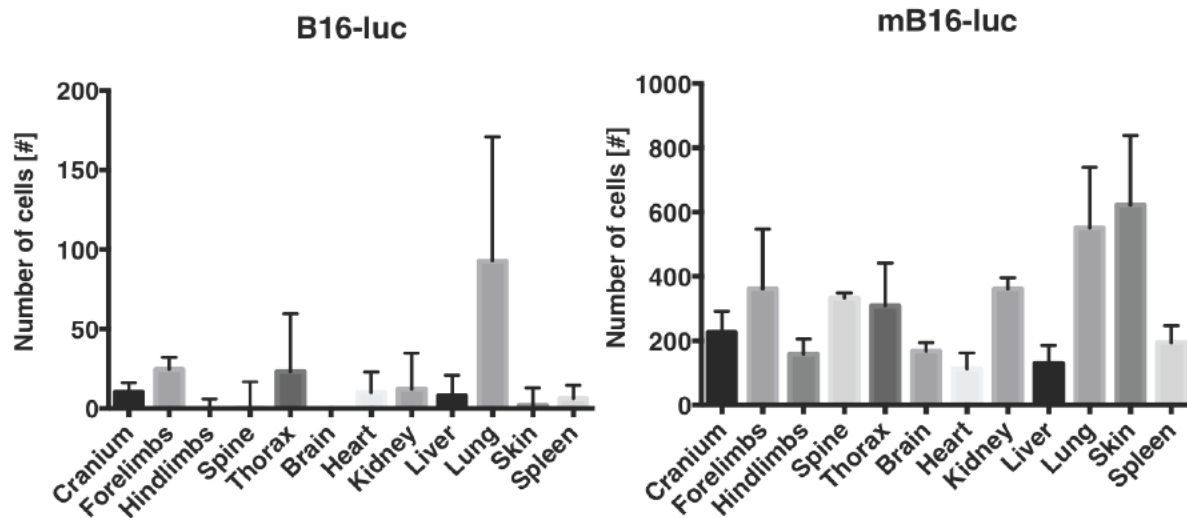 B16-luc
Number of cells [#]
200
150
100
50
0
Cranium
Forelimbs
Hindlimbs
Spine
Thorax
Brain
Heart
Kidney
Liver
Lung
Skin
Spleen
mB16-luc
Number of cells [#]
1000
800
600
400
200
0
Cranium
Forelimbs
Hindlimbs
Spine
Thorax
Brain
Heart
Kidney
Liver
Lung
Skin
Spleen